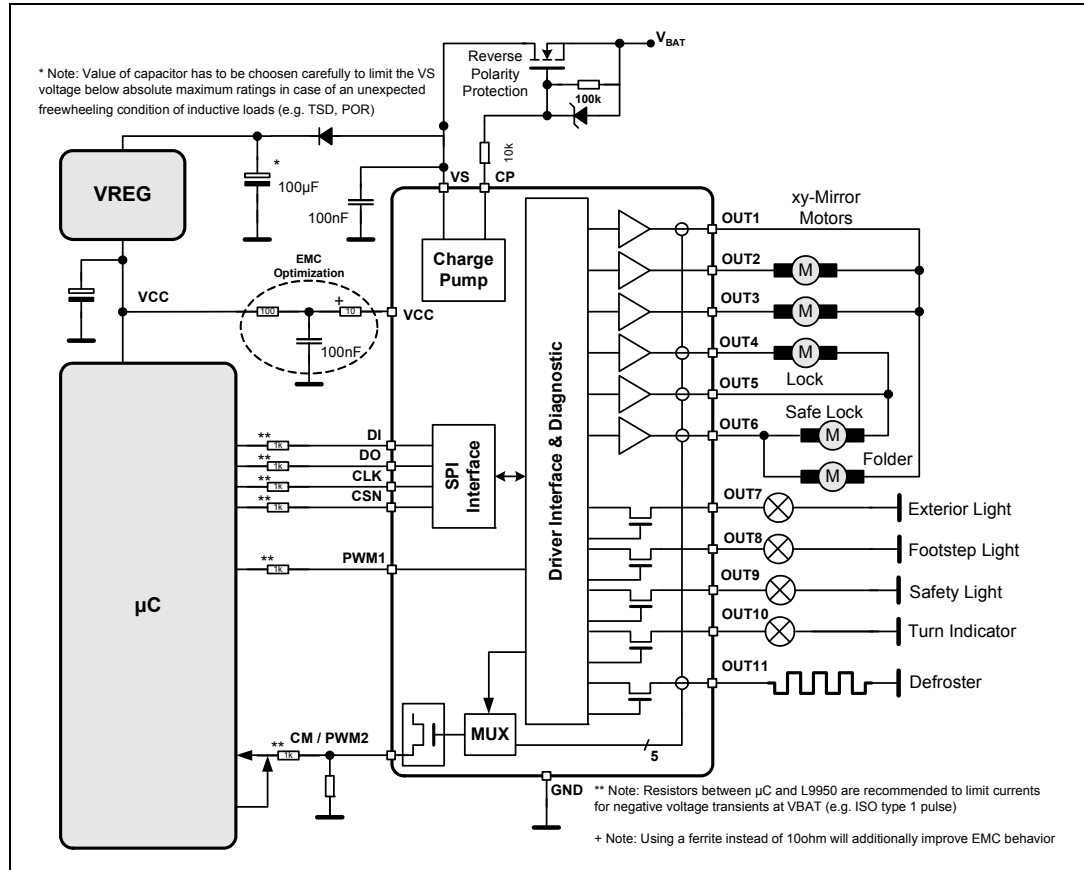 * Note: Value of capacitor has to be choosen carefully to limit the VS
voltage below absolute maximum ratings in case of an unexpected
freewheeling condition of inductive loads (e.g. TSD, POR)
Reverse
Polarity
Protection
VBAT
100k
10k
VREG
*
100µF
100nF
VS
CP
Charge
Pump
VCC
EMC
Optimization
100
+
10
100nF
VCC
Driver Interface & Diagnostic
xy-Mirror
Motors
OUT1
OUT2
M
OUT3
M
OUT4
M
Lock
OUT5
Safe Lock
OUT6
M
Folder
M
µC
** 1k DI
** 1k DO
** 1k CLK
** 1k CSN
SPI
Interface
** 1k PWM1
OUT7
Exterior Light
OUT8
Footstep Light
OUT9
Safety Light
OUT10
Turn Indicator
OUT11
Defroster
MUX
5
** 1k CM / PWM2
GND
** Note: Resistors between µC and L9950 are recommended to limit currents
for negative voltage transients at VBAT (e.g. ISO type 1 pulse)
+ Note: Using a ferrite instead of 10ohm will additionally improve EMC behavior